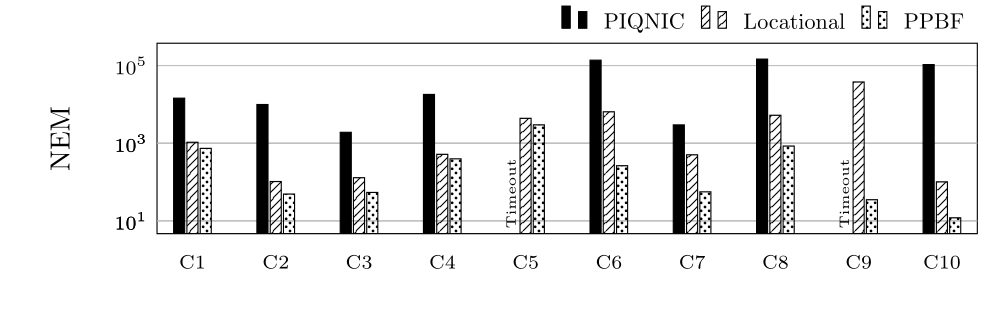 PIQNIC Locational PPBF
NEM
10^5
10^3
10^1
Timeout
Timeout
C1 C2 C3 C4 C5 C6 C7 C8 C9 C10